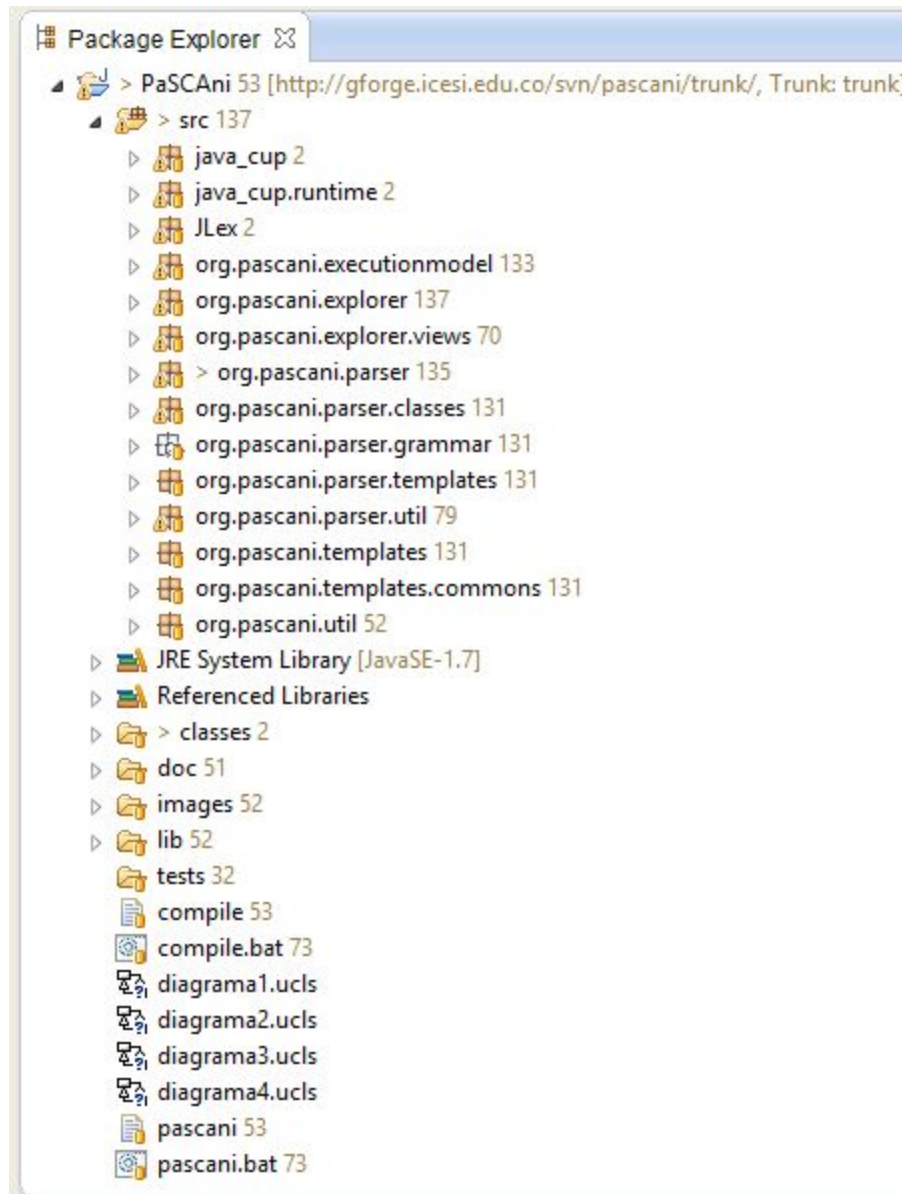 Package Explorer
> PaSCAni 53 [http://gforge.icesi.edu.co/svn/pascani/trunk/, Trunk: trunk]
> src 137
java_cup 2
java_cup.runtime 2
JLex 2
org.pascani.executionmodel 133
org.pascani.explorer 137
org.pascani.explorer.views 70
> org.pascani.parser 135
org.pascani.parser.classes 131
org.pascani.parser.grammar 131
org.pascani.parser.templates 131
org.pascani.parser.util 79
org.pascani.templates 131
org.pascani.templates.commons 131
org.pascani.util 52
JRE System Library [JavaSE-1.7]
Referenced Libraries
> classes 2
doc 51
images 52
lib 52
tests 32
compile 53
compile.bat 73
diagrama1.ucls
diagrama2.ucls
diagrama3.ucls
diagrama4.ucls
pascani 53
pascani.bat 73